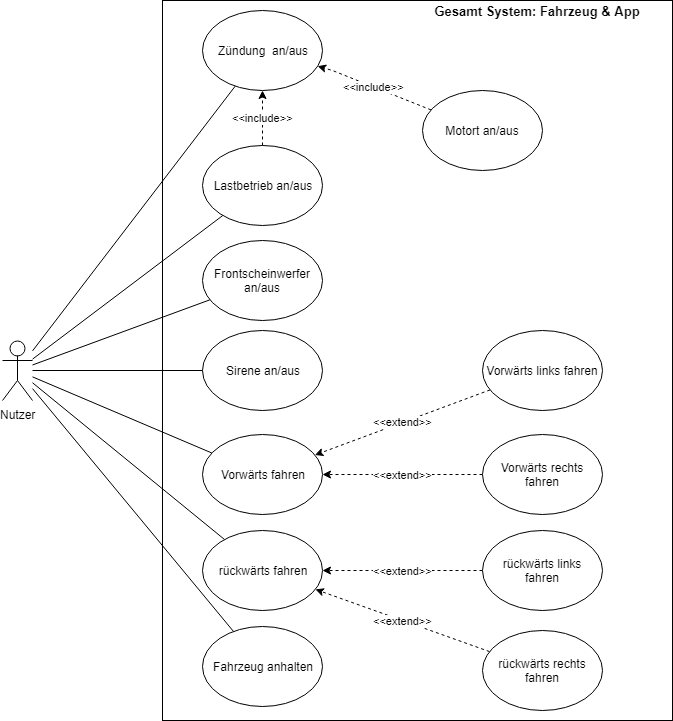 Gesamt System: Fahrzeug & App
Zündung an/aus
<<include>>
Motort an/aus
<<include>>
Lastbetrieb an/aus
Frontscheinwerfer
an/aus
Sirene an/aus
Nutzer
Vorwärts links fahren
<<extend>>
Vorwärts fahren
<<extend>>
Vorwärts rechts
fahren
rückwärts fahren
<<extend>>
rückwärts links
fahren
<<extend>>
Fahrzeug anhalten
rückwärts rechts
fahren